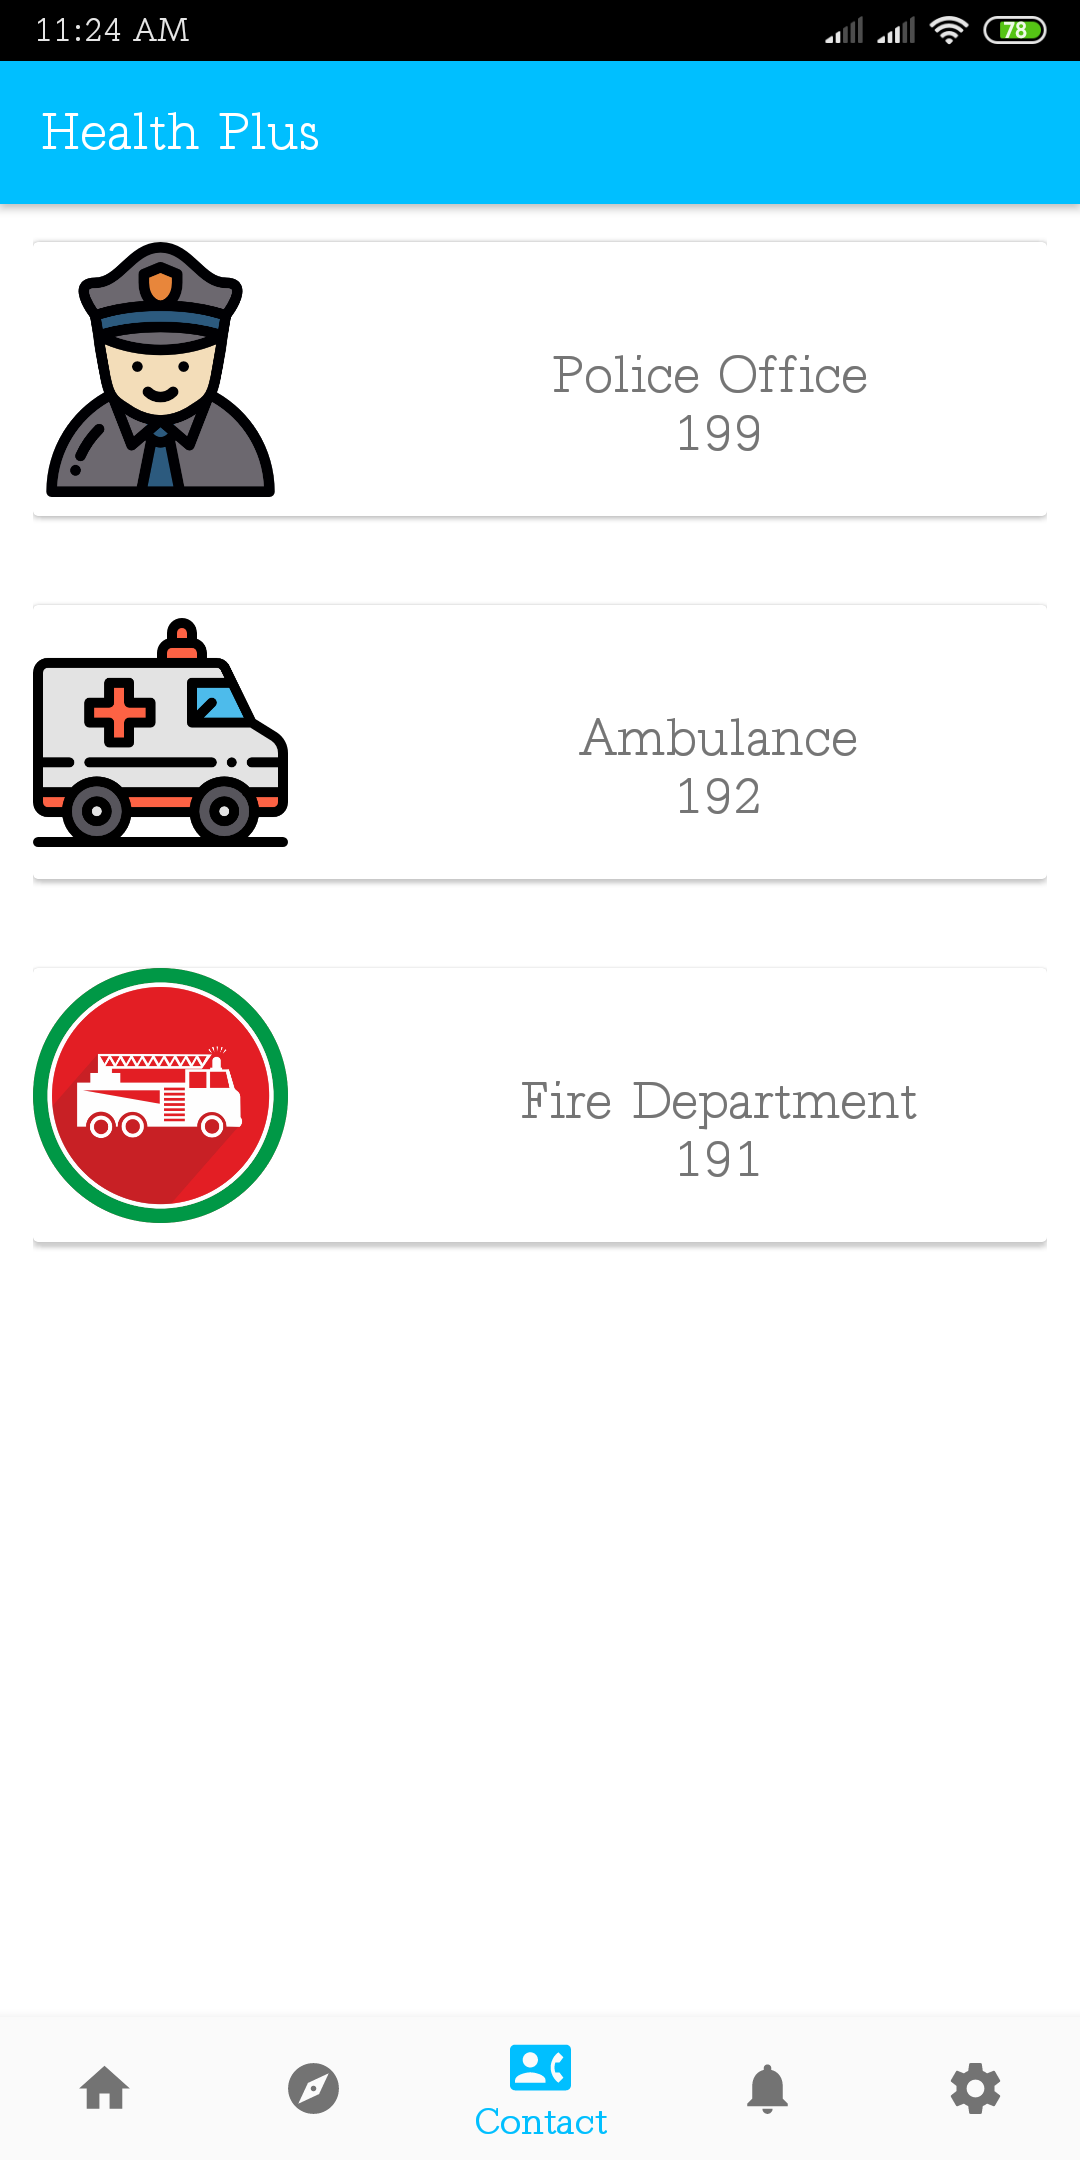 11:24 AM
78
Health Plus
Police Office
199
Ambulance
192
Fire Department
191
Contact